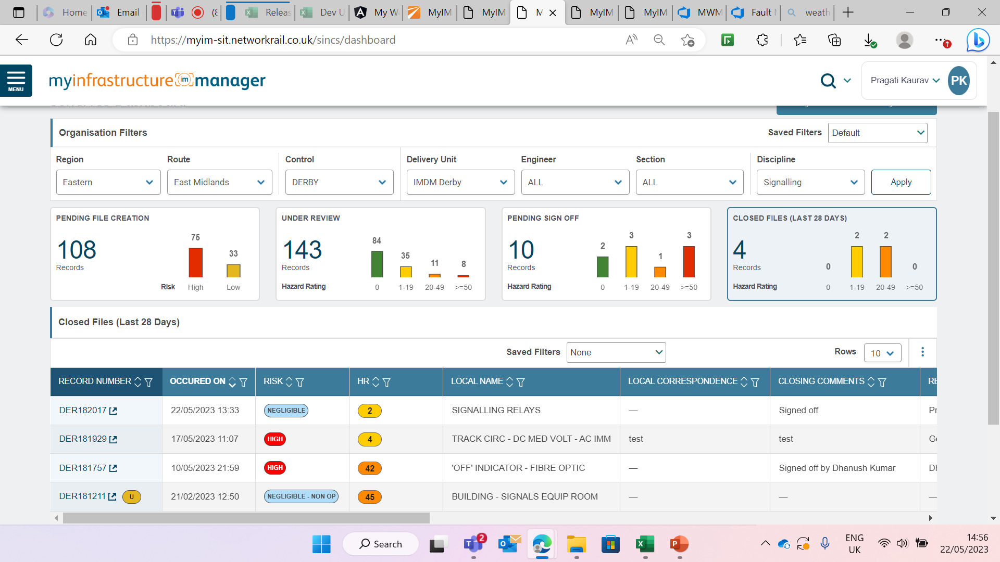 Home
Email
(8
Releas
Dev U
My W
MyIM
MyIM
M
MyIM
MyIM
MWM
Fault
weath
https://myim-sit.networkrail.co.uk/sincs/dashboard
MENU
myinfrastructure im manager
Pragati Kaurav
PK
Organisation Filters
Saved Filters Default
Region Route Control Delivery Unit Engineer Section Discipline
Eastern East Midlands DERBY IMDM Derby ALL ALL Signalling Apply
PENDING FILE CREATION
108
Records
75
33
Risk High Low
UNDER REVIEW
143
Records
84
35
11
8
Hazard Rating 0 1-19 20-49 >=50
PENDING SIGN OFF
10
Records
2
3
1
3
Hazard Rating 0 1-19 20-49 >=50
CLOSED FILES (LAST 28 DAYS)
4
Records
0
2
2
0
Hazard Rating 0 1-19 20-49 >=50
Closed Files (Last 28 Days)
Saved Filters None Rows 10
RECORD NUMBER OCCURED ON RISK HR LOCAL NAME LOCAL CORRESPONDENCE CLOSING COMMENTS RE
DER182017 22/05/2023 13:33 NEGLIGIBLE 2 SIGNALLING RELAYS — Signed off Pr
DER181929 17/05/2023 11:07 HIGH 4 TRACK CIRC - DC MED VOLT - AC IMM test test Ge
DER181757 10/05/2023 21:59 HIGH 42 'OFF' INDICATOR - FIBRE OPTIC — Signed off by Dhanush Kumar Dh
DER181211 U 21/02/2023 12:50 NEGLIGIBLE - NON OP 45 BUILDING - SIGNALS EQUIP ROOM — — —
Search
2
ENG
UK
14:56
22/05/2023